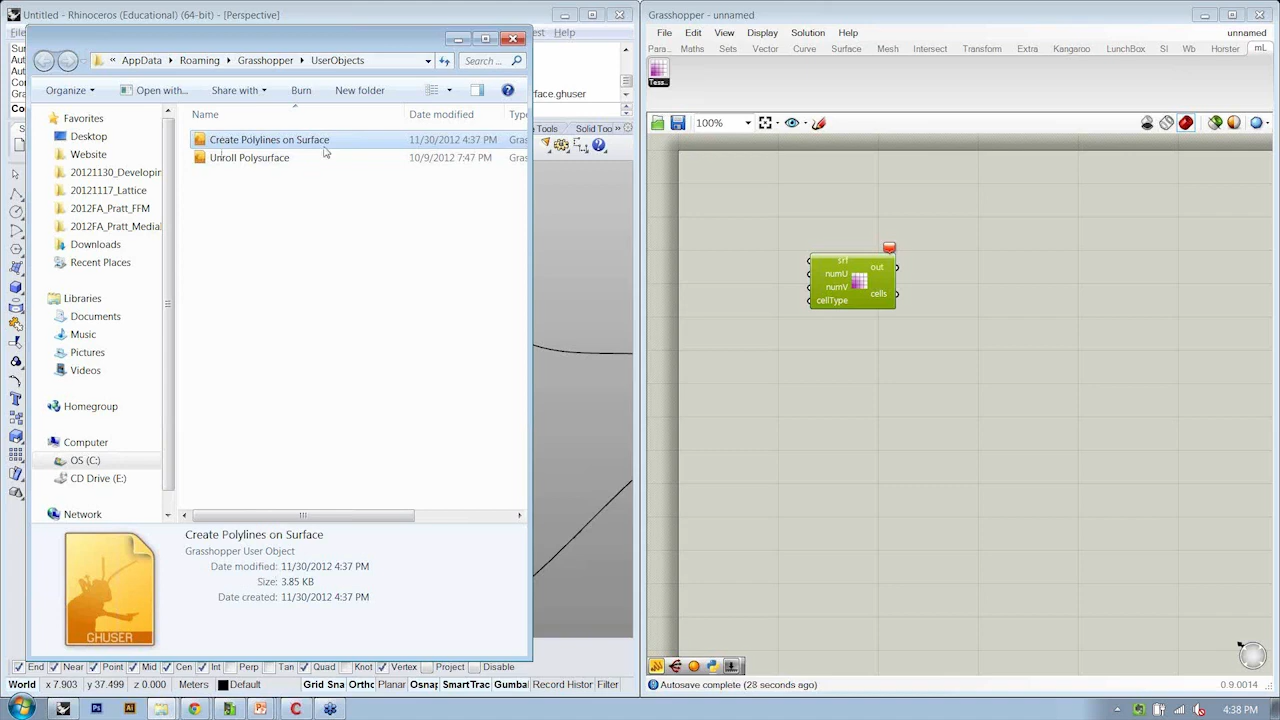 Untitled - Rhinoceros (Educational) (64-bit) - [Perspective]
Help
« AppData ▸ Roaming ▸ Grasshopper ▸ UserObjects
Search ...
Organize Open with Share with Burn New folder
Favorites
Desktop
Website
20121130_Developin
20121117_Lattice
2012FA_Pratt_FFM
2012FA_Pratt_Media
Downloads
Recent Places
Libraries
Documents
Music
Pictures
Videos
Homegroup
Computer
OS (C:)
CD Drive (E:)
Network
Name Date modified Type
Create Polylines on Surface 11/30/2012 4:37 PM Gras
Unroll Polysurface 10/9/2012 7:47 PM Gras
Create Polylines on Surface
Grasshopper User Object
Date modified: 11/30/2012 4:37 PM
Size: 3.85 KB
Date created: 11/30/2012 4:37 PM
GHUSER
rface.ghuser
e Tools Solid Too »
End Near Point Mid Cen Int Perp Tan Quad Knot Vertex Project Disable
World x 7.903 y 37.499 z 0.000 Meters Default Grid Sna Ortho Planar Osnap SmartTrac Gumba Record Histor Filter
Grasshopper - unnamed
File Edit View Display Solution Help unnamed
Para... Maths Sets Vector Curve Surface Mesh Intersect Transform Extra Kangaroo LunchBox SI Wb Horster mL
Tess...
100%
srf
numU
numV
cellType
out
cells
Autosave complete (28 seconds ago) 0.9.0014
4:38 PM